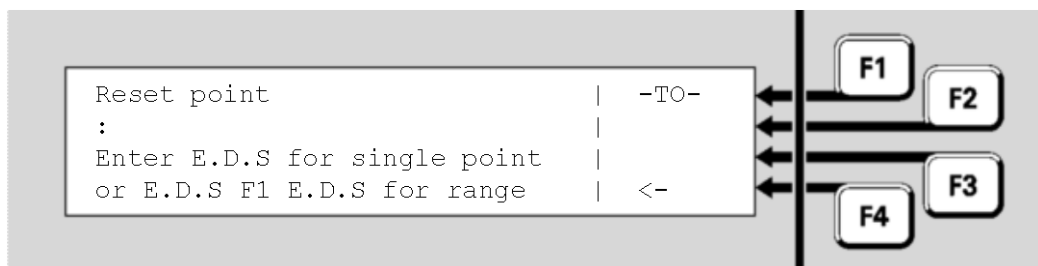 Reset point | -TO-
: |
Enter E.D.S for single point |
or E.D.S F1 E.D.S for range | <-
F1
F2
F3
F4